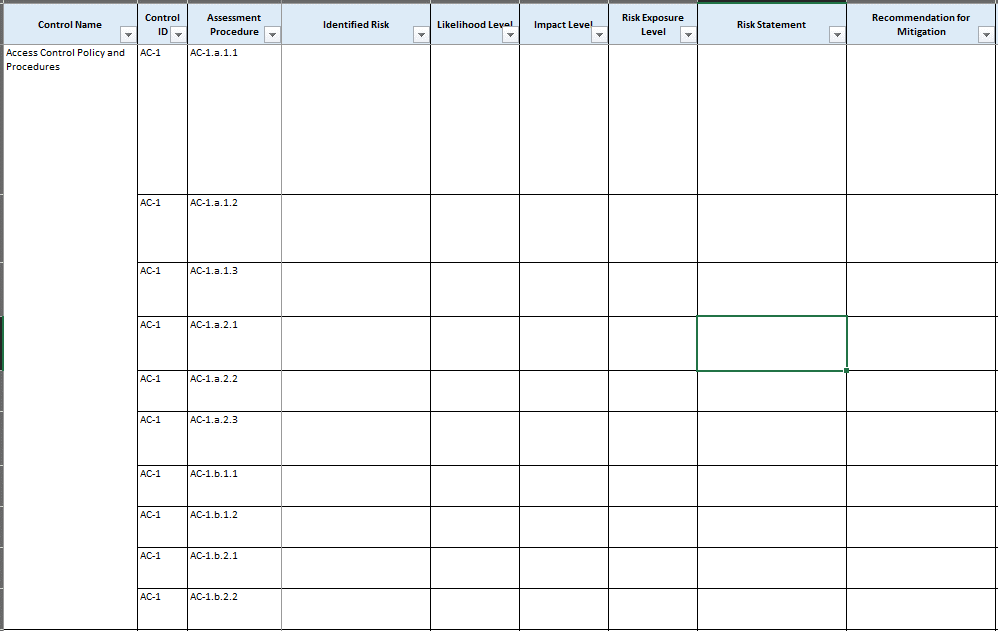 Control Name
Control
ID
Assessment
Procedure
Identified Risk
Likelihood Level
Impact Level
Risk Exposure
Level
Risk Statement
Recommendation for
Mitigation
Access Control Policy and
Procedures
AC-1 AC-1.a.1.1
AC-1 AC-1.a.1.2
AC-1 AC-1.a.1.3
AC-1 AC-1.a.2.1
AC-1 AC-1.a.2.2
AC-1 AC-1.a.2.3
AC-1 AC-1.b.1.1
AC-1 AC-1.b.1.2
AC-1 AC-1.b.2.1
AC-1 AC-1.b.2.2